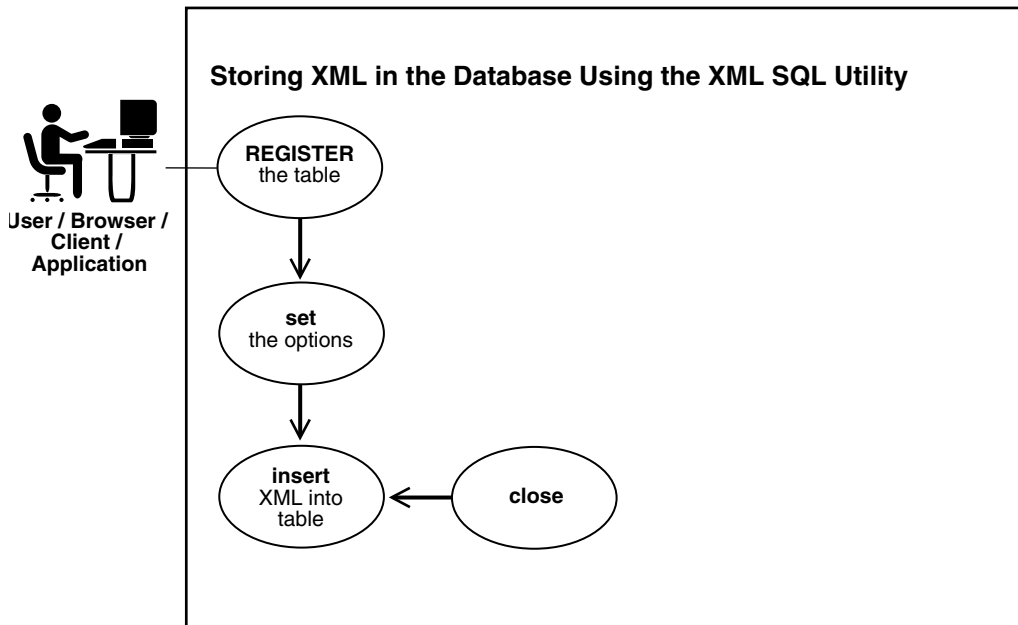 Storing XML in the Database Using the XML SQL Utility
User / Browser /
Client /
Application
REGISTER
the table
set
the options
insert
XML into
table
close